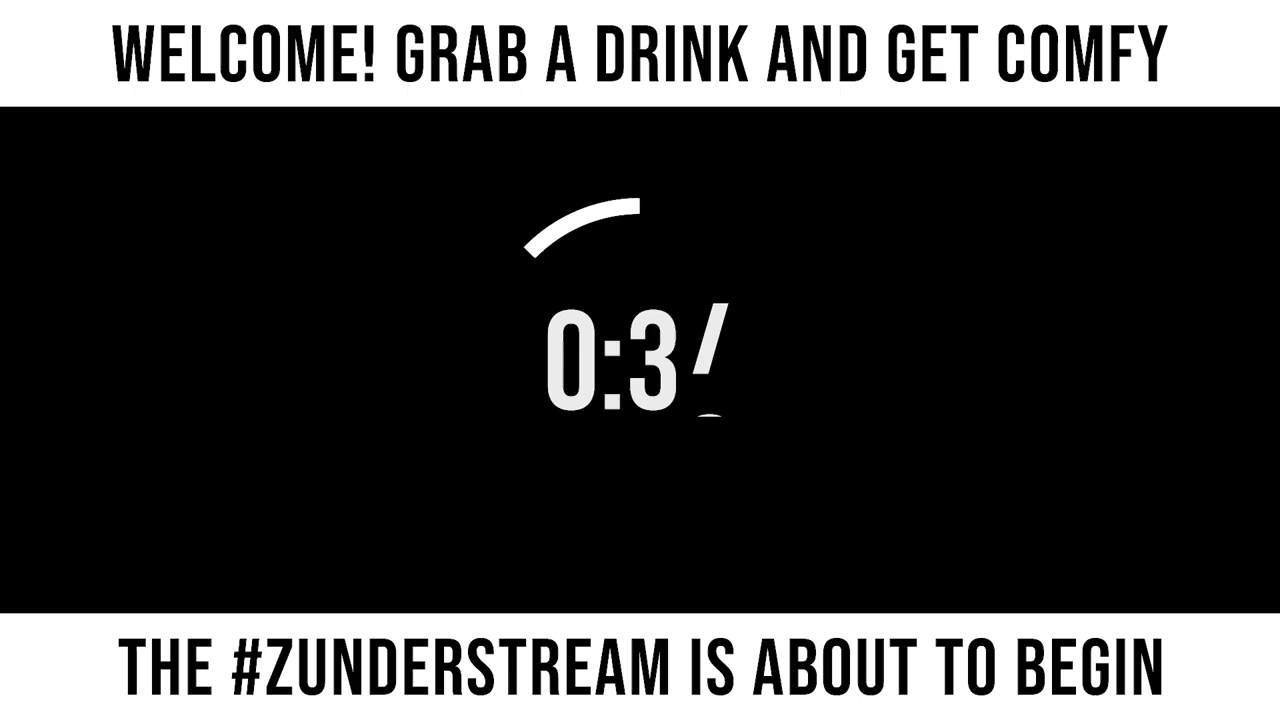 WELCOME! GRAB A DRINK AND GET COMFY
0:3
THE #ZUNDERSTREAM IS ABOUT TO BEGIN